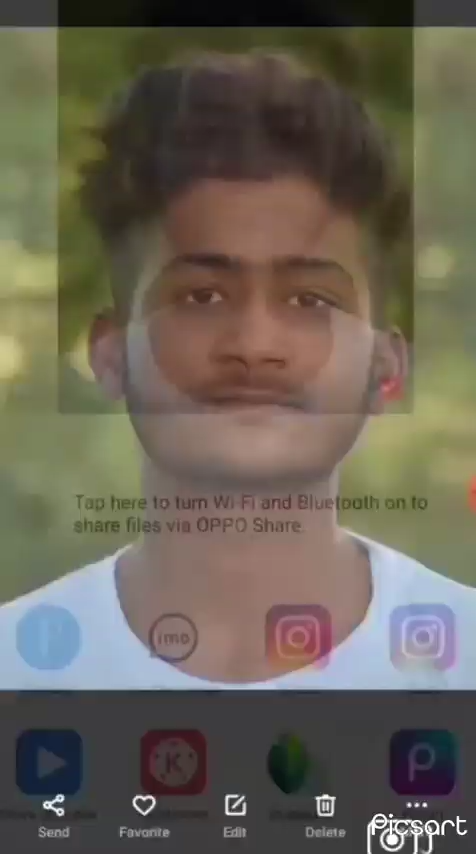 Tap here to turn Wi-Fi and Bluetooth on to
share files via OPPO Share.
imo
Send
Favorite
Edit
Delete
Picsart